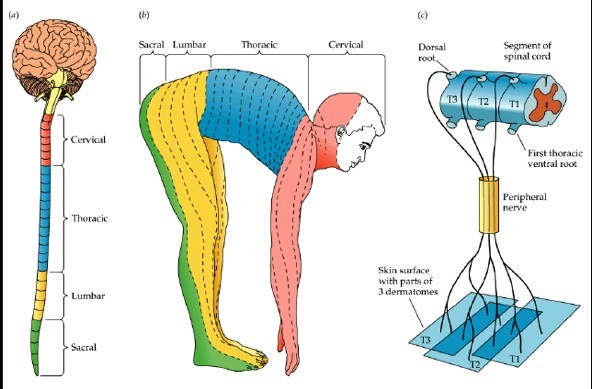 (a)
Cervical
Thoracic
Lumbar
Sacral
(b)
Sacral Lumbar Thoracic Cervical
(c)
Dorsal
root
Segment of
spinal cord
T3 T2 T1
First thoracic
ventral root
Peripheral
nerve
Skin surface
with parts of
3 dermatomes
T3
T2
T1